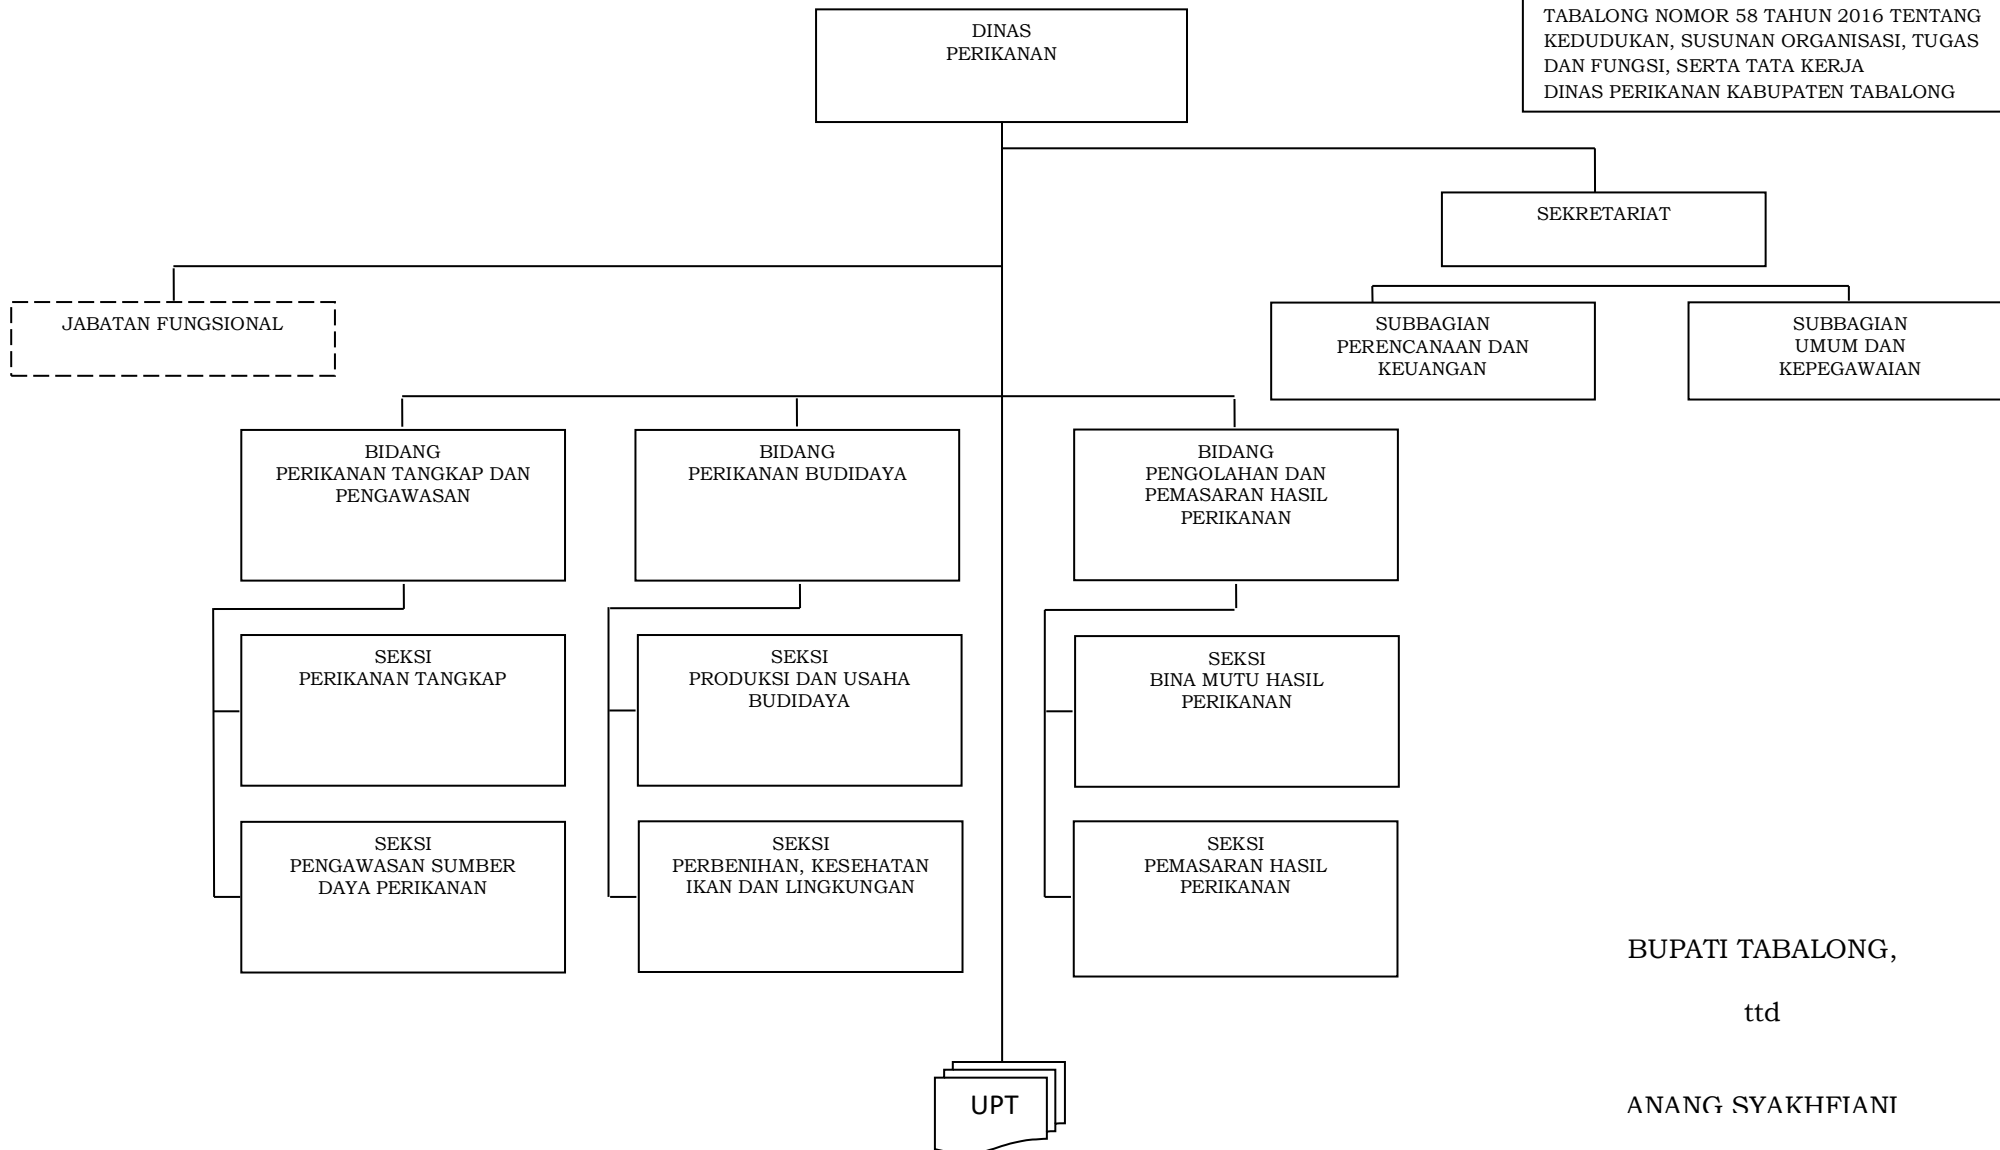 DINAS
PERIKANAN
TABALONG NOMOR 58 TAHUN 2016 TENTANG
KEDUDUKAN, SUSUNAN ORGANISASI, TUGAS
DAN FUNGSI, SERTA TATA KERJA
DINAS PERIKANAN KABUPATEN TABALONG
SEKRETARIAT
JABATAN FUNGSIONAL
SUBBAGIAN
PERENCANAAN DAN
KEUANGAN
SUBBAGIAN
UMUM DAN
KEPEGAWAIAN
BIDANG
PERIKANAN TANGKAP DAN
PENGAWASAN
BIDANG
PERIKANAN BUDIDAYA
BIDANG
PENGOLAHAN DAN
PEMASARAN HASIL
PERIKANAN
SEKSI
PERIKANAN TANGKAP
SEKSI
PRODUKSI DAN USAHA
BUDIDAYA
SEKSI
BINA MUTU HASIL
PERIKANAN
SEKSI
PENGAWASAN SUMBER
DAYA PERIKANAN
SEKSI
PERBENIHAN, KESEHATAN
IKAN DAN LINGKUNGAN
SEKSI
PEMASARAN HASIL
PERIKANAN
BUPATI TABALONG,
ttd
ANANG SYAKHFIANI
UPT